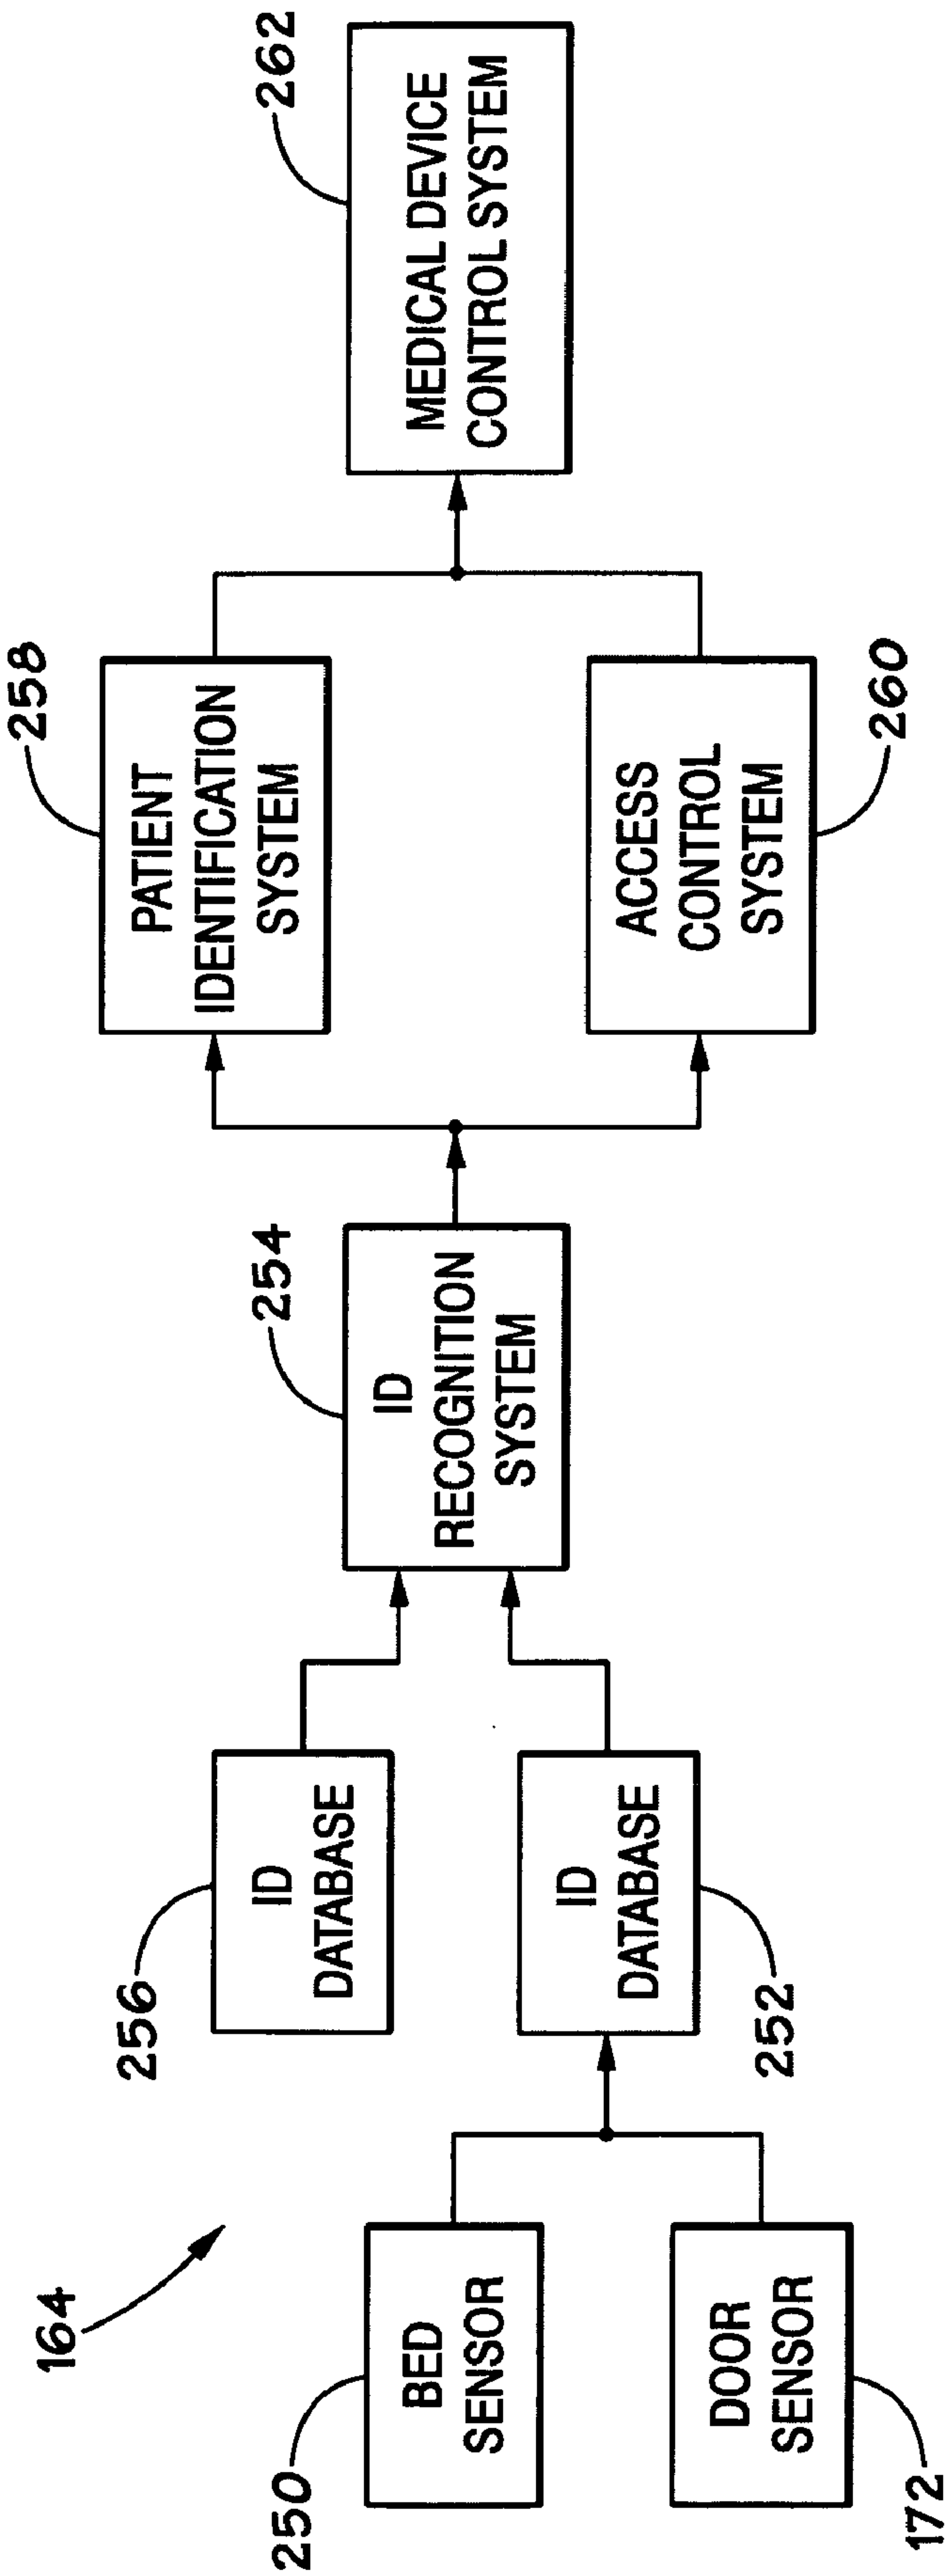 164
250
BED
SENSOR
DOOR
SENSOR
172
256
ID
DATABASE
ID
DATABASE
252
254
ID
RECOGNITION
SYSTEM
258
PATIENT
IDENTIFICATION
SYSTEM
ACCESS
CONTROL
SYSTEM
260
262
MEDICAL DEVICE
CONTROL SYSTEM